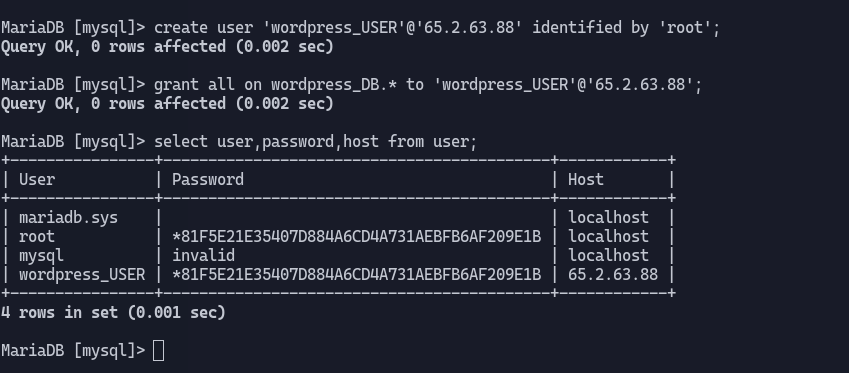 MariaDB [mysql]> create user 'wordpress_USER'@'65.2.63.88' identified by 'root';
Query OK, 0 rows affected (0.002 sec)
MariaDB [mysql]> grant all on wordpress_DB.* to 'wordpress_USER'@'65.2.63.88';
Query OK, 0 rows affected (0.002 sec)
MariaDB [mysql]> select user,password,host from user;
+----------------+-------------------------------------------+------------+
| User           | Password                                  | Host       |
+----------------+-------------------------------------------+------------+
| mariadb.sys    |                                           | localhost  |
| root           | *81F5E21E35407D884A6CD4A731AEBFB6AF209E1B | localhost  |
| mysql          | invalid                                   | localhost  |
| wordpress_USER | *81F5E21E35407D884A6CD4A731AEBFB6AF209E1B | 65.2.63.88 |
+----------------+-------------------------------------------+------------+
4 rows in set (0.001 sec)
MariaDB [mysql]>